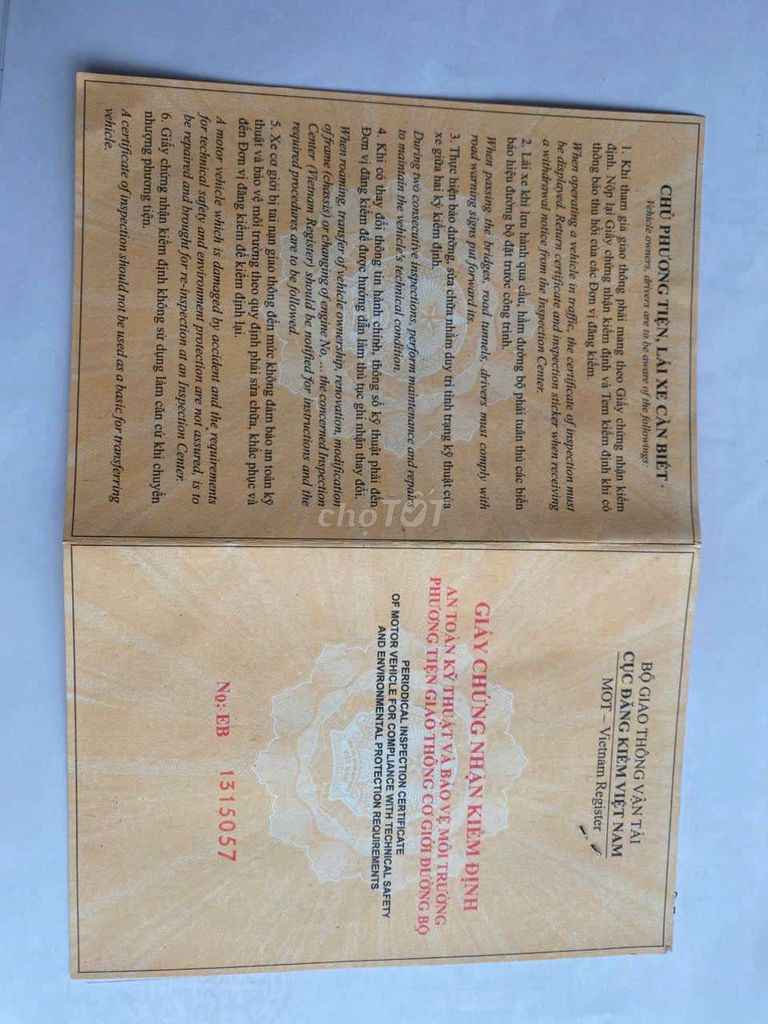 CHỦ PHƯƠNG TIỆN, LÁI XE CẦN BIẾT
Vehicle owners, drivers are to be aware of the followings:
1. Khi tham gia giao thông phải mang theo Giấy chứng nhận kiểm
định. Nộp lại Giấy chứng nhận kiểm định và Tem kiểm định khi có
thông báo thu hồi của các Đơn vị đăng kiểm.
When operating a vehicle in traffic, the certificate of inspection must
be displayed. Return certificate and inspection sticker when receiving
a withdrawal notice from the Inspection Center.
2. Lái xe khi lưu hành qua cầu, hầm đường bộ phải tuân thủ các biển
báo hiệu đường bộ đặt trước công trình.
When passing the bridges, road tunnels, drivers must comply with
road warning signs put forward its.
3. Thực hiện bảo dưỡng, sửa chữa nhằm duy trì tình trạng kỹ thuật của
xe giữa hai kỳ kiểm định.
During two consecutive inspections, perform maintenance and repairs
to maintain the vehicle's technical condition.
4. Khi có thay đổi thông tin hành chính, thông số kỹ thuật phải đến
Đơn vị đăng kiểm để được hướng dẫn làm thủ tục ghi nhận thay đổi.
When roaming, transfer of vehicle ownership, renovation, modification
of frame (chassis) or changing of engine No, ... the concerned Inspection
Center (Vietnam Register) should be notified for instructions and the
required procedures are to be followed.
5. Xe cơ giới bị tai nạn giao thông đến mức không đảm bảo an toàn kỹ
thuật và bảo vệ môi trường theo quy định phải sửa chữa, khắc phục và
đến Đơn vị đăng kiểm để kiểm định lại.
A motor vehicle which is damaged by accident and the requirements
for technical safety and environment protection are not assured, is to
be repaired and brought for re-inspection at an Inspection Center.
6. Giấy chứng nhận kiểm định không sử dụng làm căn cứ khi chuyển
nhượng phương tiện.
A certificate of inspection should not be used as a basic for transferring
vehicle.
BỘ GIAO THÔNG VẬN TẢI
CỤC ĐĂNG KIỂM VIỆT NAM
MOT – Vietnam Register
GIẤY CHỨNG NHẬN KIỂM ĐỊNH
AN TOÀN KỸ THUẬT VÀ BẢO VỆ MÔI TRƯỜNG
PHƯƠNG TIỆN GIAO THÔNG CƠ GIỚI ĐƯỜNG BỘ
PERIODICAL INSPECTION CERTIFICATE
OF MOTOR VEHICLE FOR COMPLIANCE WITH TECHNICAL SAFETY
AND ENVIRONMENTAL PROTECTION REQUIREMENTS
No: EB 1315057
chợTỐT